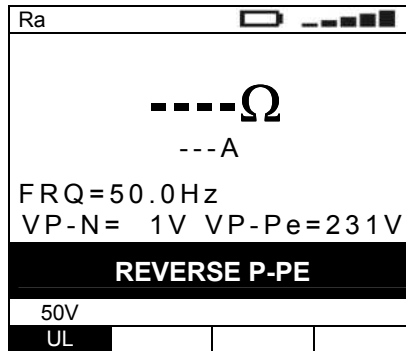 Ra
----Ω
---A
FRQ=50.0Hz
VP-N= 1V VP-Pe=231V
REVERSE P-PE
50V
UL